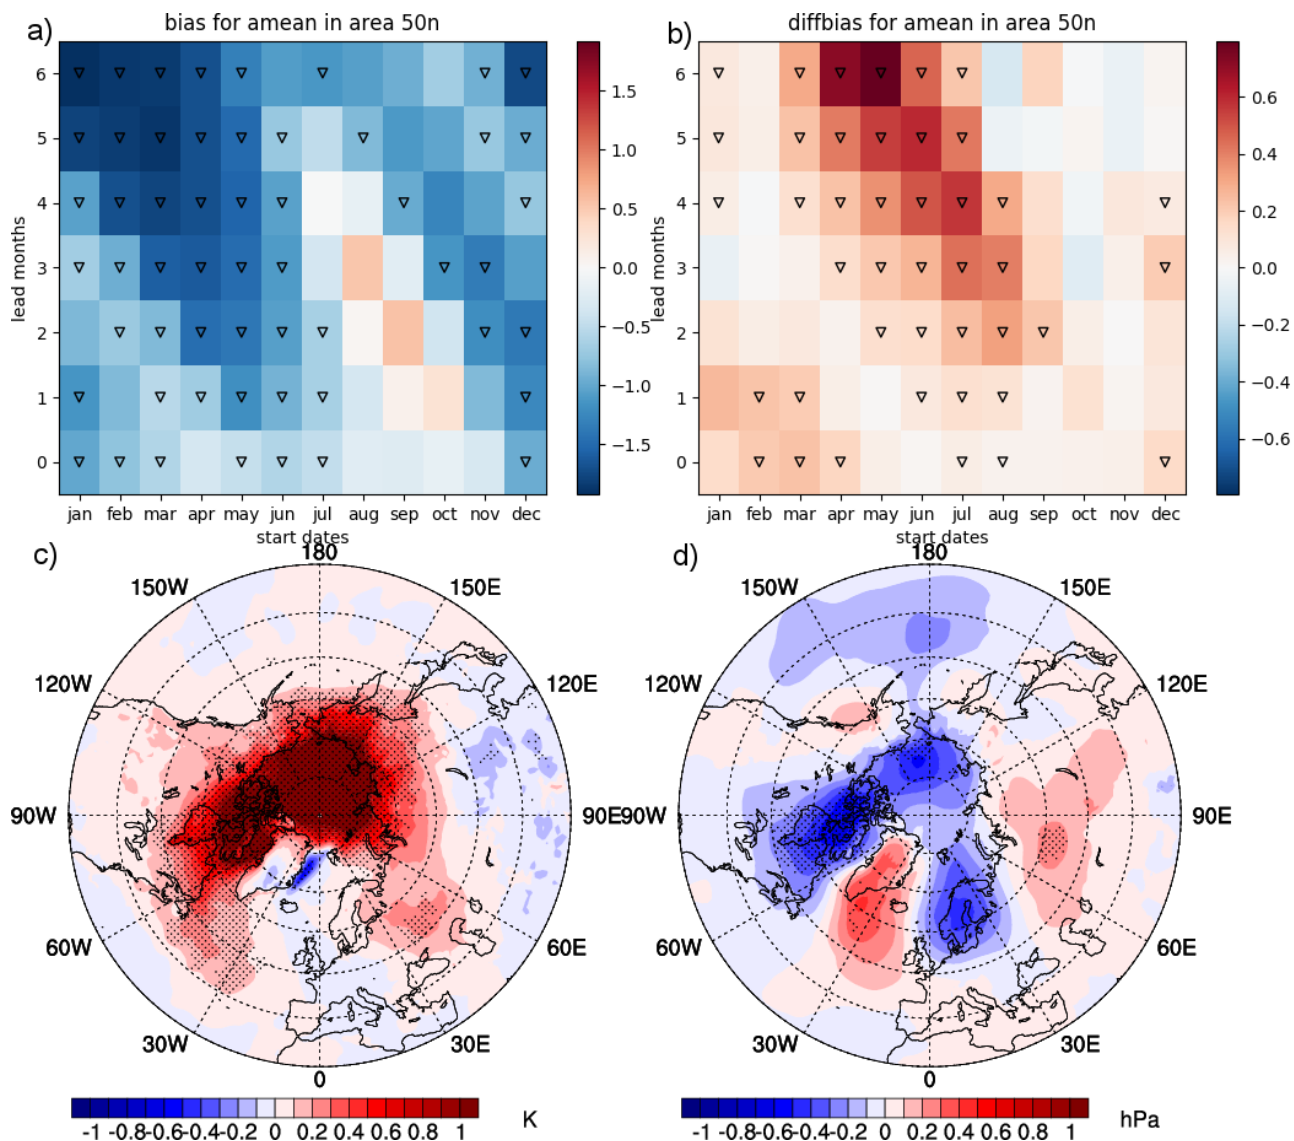 a) bias for amean in area 50n
lead months
6
5
4
3
2
1
0
jan feb mar apr may jun jul aug sep oct nov dec
start dates
1.5
1.0
0.5
0.0
−0.5
−1.0
−1.5
b) diffbias for amean in area 50n
lead months
6
5
4
3
2
1
0
jan feb mar apr may jun jul aug sep oct nov dec
start dates
0.6
0.4
0.2
0.0
−0.2
−0.4
−0.6
c)
180
150W 150E
120W 120E
90W 90E
60W 60E
30W 30E
0
-1 -0.8 -0.6 -0.4 -0.2 0 0.2 0.4 0.6 0.8 1 K
d)
180
150W 150E
120W 120E
90W 90E
60W 60E
30W 30E
0
-1 -0.8 -0.6 -0.4 -0.2 0 0.2 0.4 0.6 0.8 1 hPa